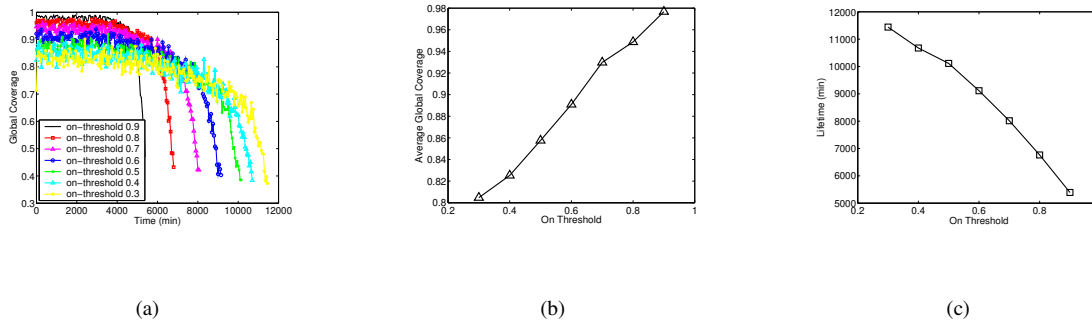 1
0.9
0.8
0.7
0.6
0.5
0.4
0.3
Global Coverage
on-threshold 0.9
on-threshold 0.8
on-threshold 0.7
on-threshold 0.6
on-threshold 0.5
on-threshold 0.4
on-threshold 0.3
0 2000 4000 6000 8000 10000 12000
Time (min)
(a)
0.98
0.96
0.94
0.92
0.9
0.88
0.86
0.84
0.82
0.8
Average Global Coverage
0.2 0.4 0.6 0.8 1
On Threshold
(b)
12000
11000
10000
9000
8000
7000
6000
5000
Lifetime (min)
0.2 0.4 0.6 0.8
On Threshold
(c)